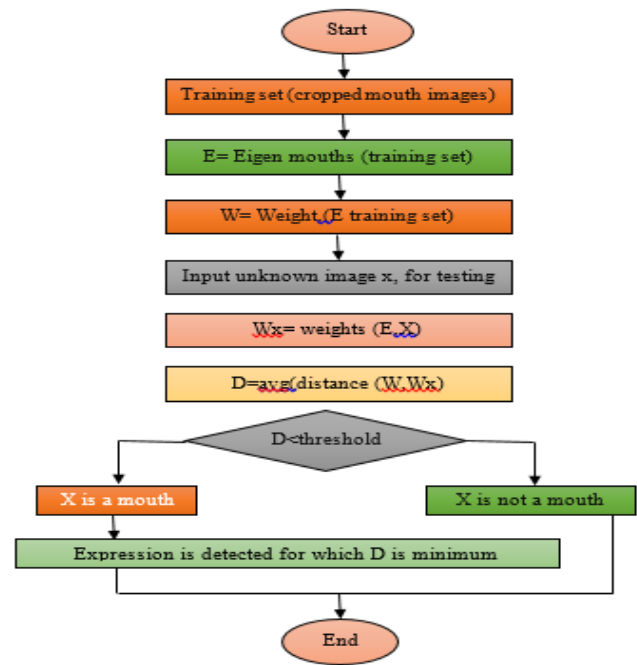 Start
Training set (cropped mouth images)
E= Eigen mouths (training set)
W= Weight (E training set)
Input unknown image x, for testing
Wx= weights (E,X)
D=avg(distance (W,Wx)
D<threshold
X is a mouth
X is not a mouth
Expression is detected for which D is minimum
End